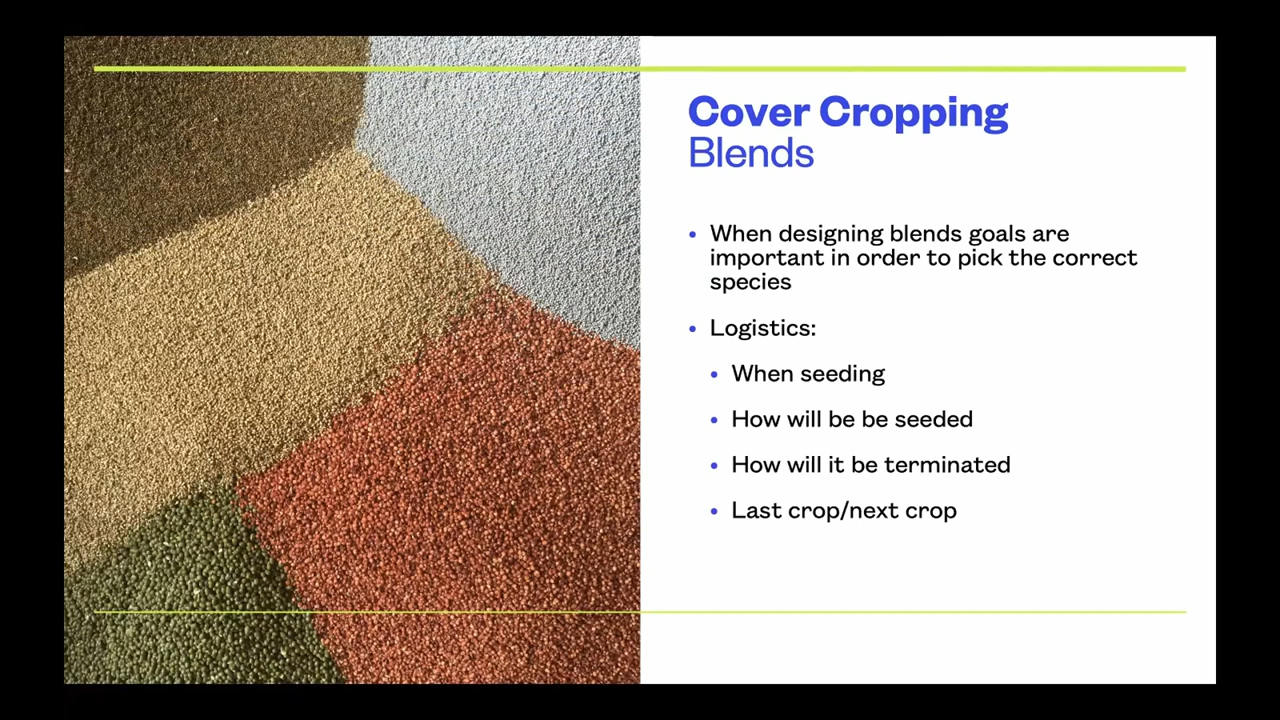 Cover Cropping
Blends
When designing blends goals are
important in order to pick the correct
species
Logistics:
When seeding
How will be be seeded
How will it be terminated
Last crop/next crop